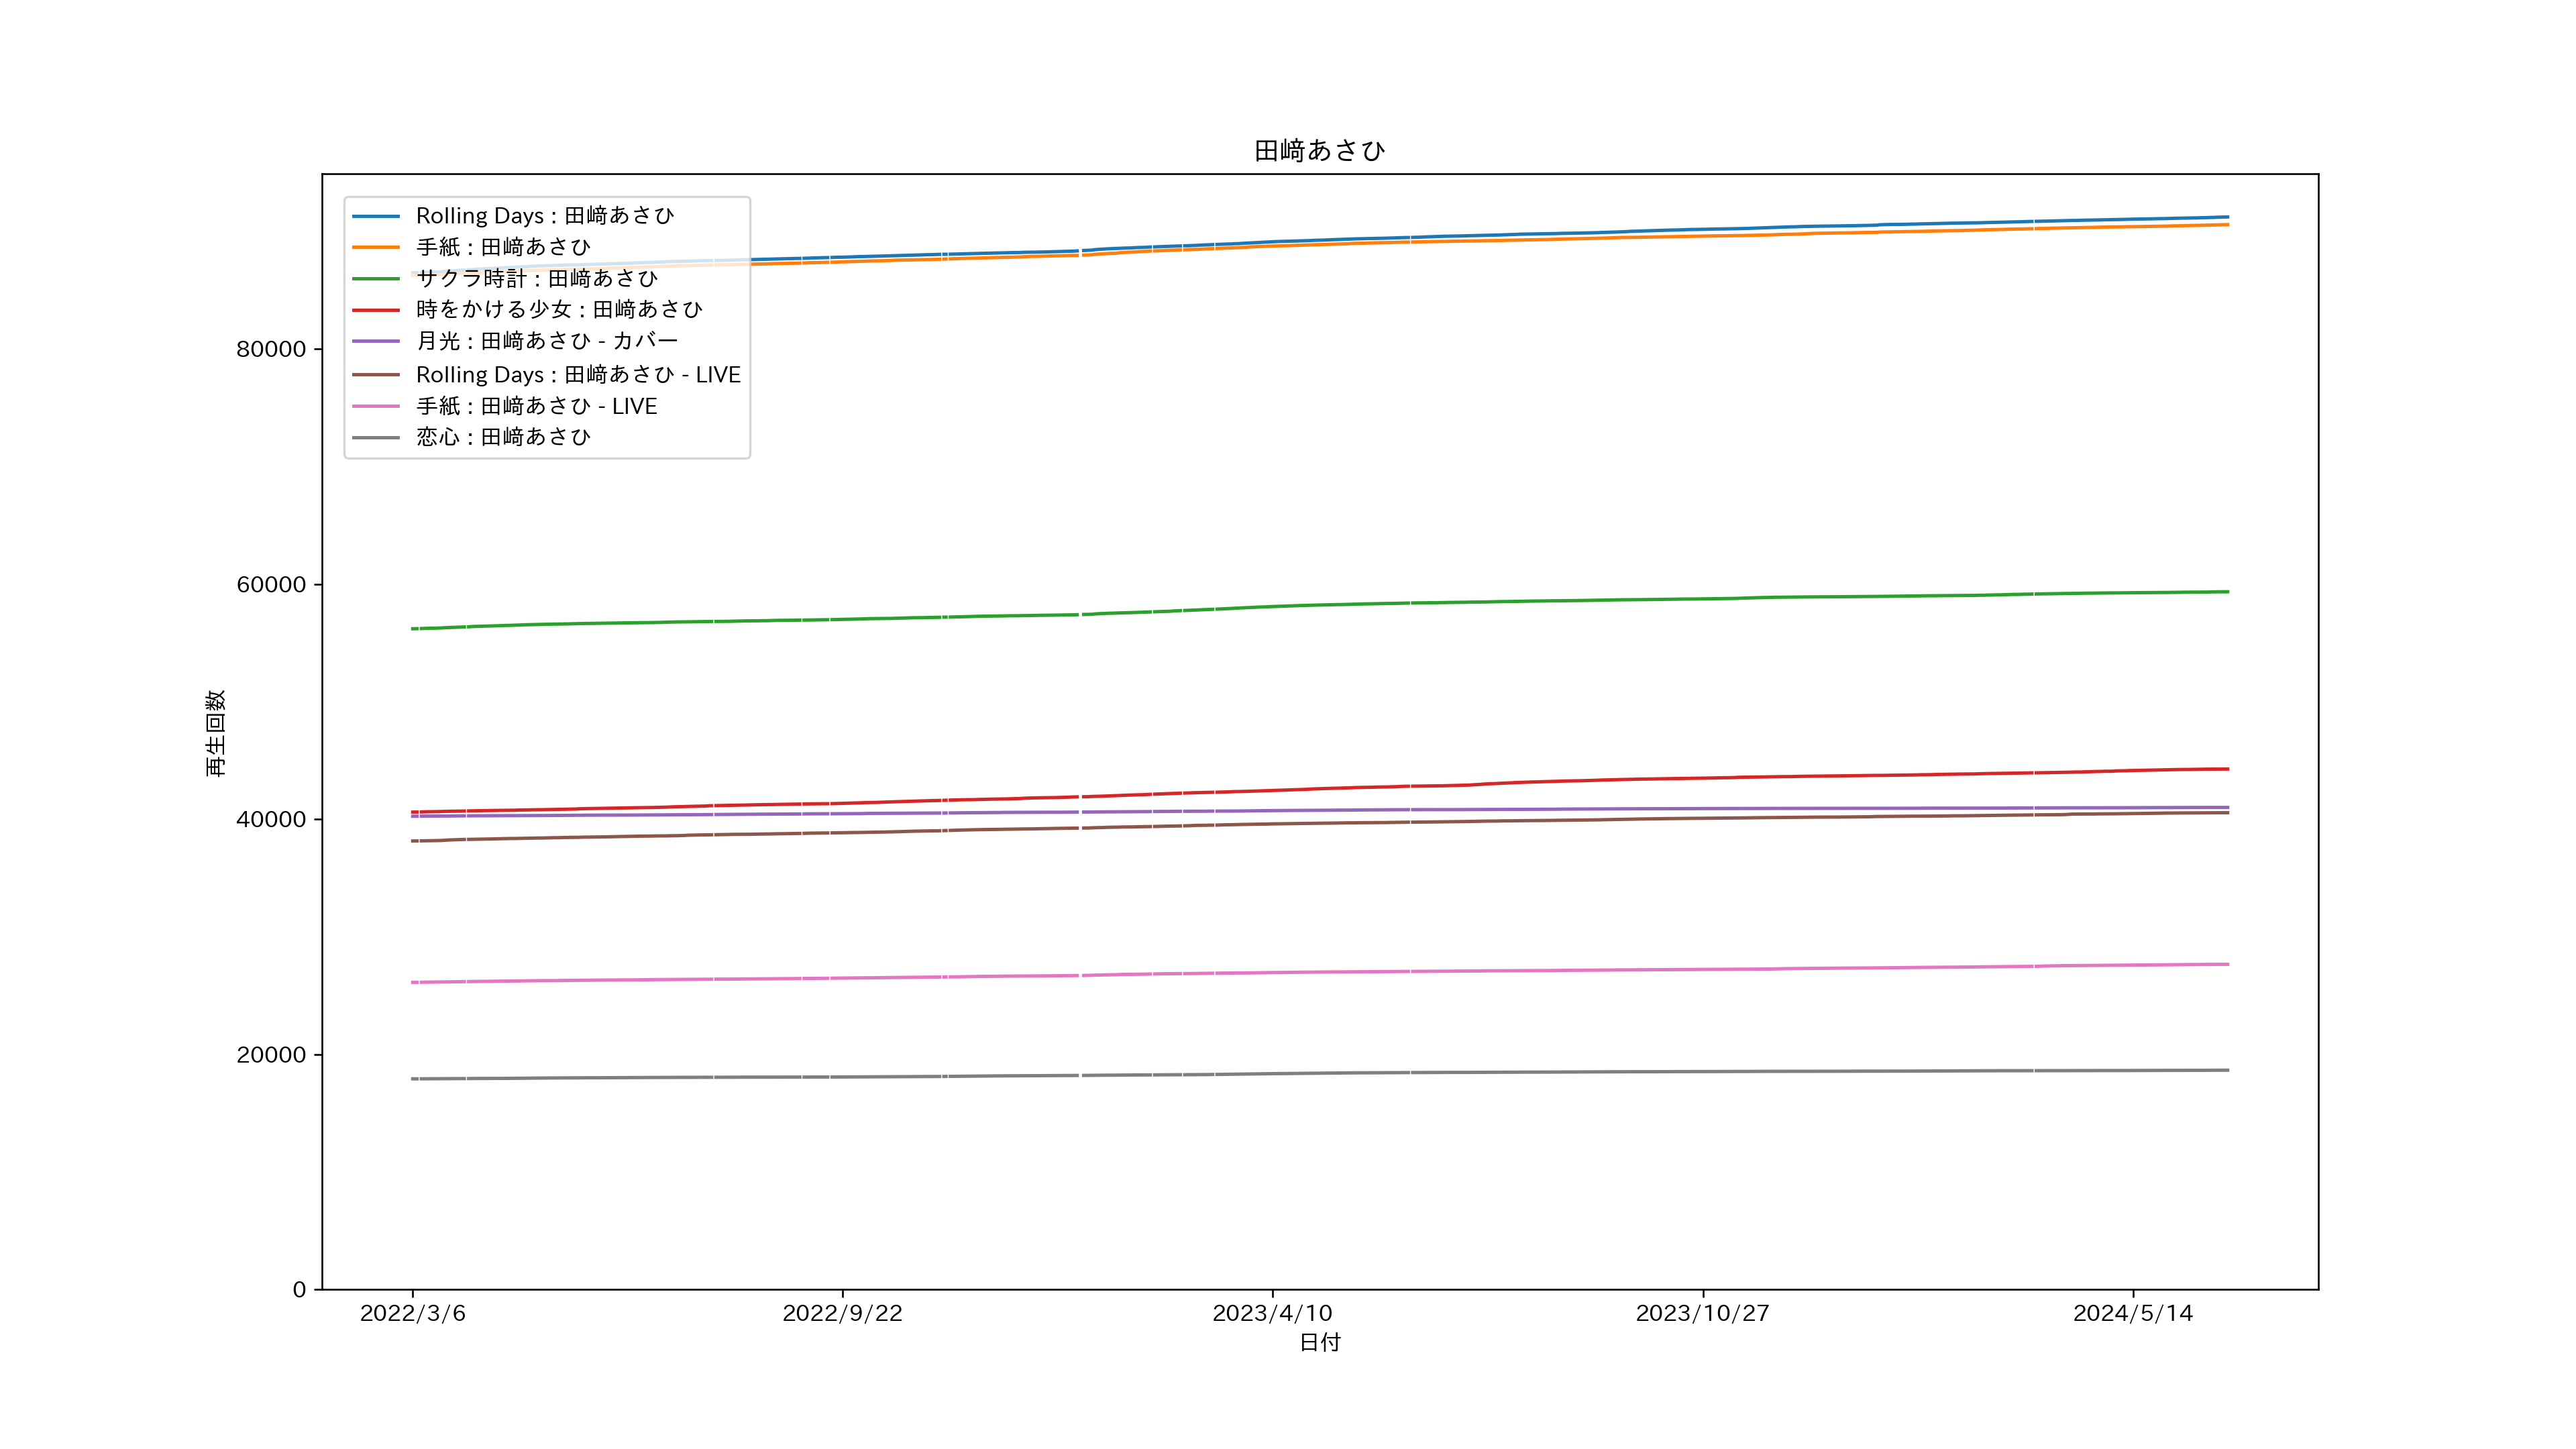 田﨑あさひ
Rolling Days : 田﨑あさひ
手紙 : 田﨑あさひ
サクラ時計 : 田﨑あさひ
時をかける少女 : 田﨑あさひ
月光 : 田﨑あさひ - カバー
Rolling Days : 田﨑あさひ - LIVE
手紙 : 田﨑あさひ - LIVE
恋心 : 田﨑あさひ
80000
60000
40000
20000
0
再生回数
2022/3/6 2022/9/22 2023/4/10 2023/10/27 2024/5/14
日付